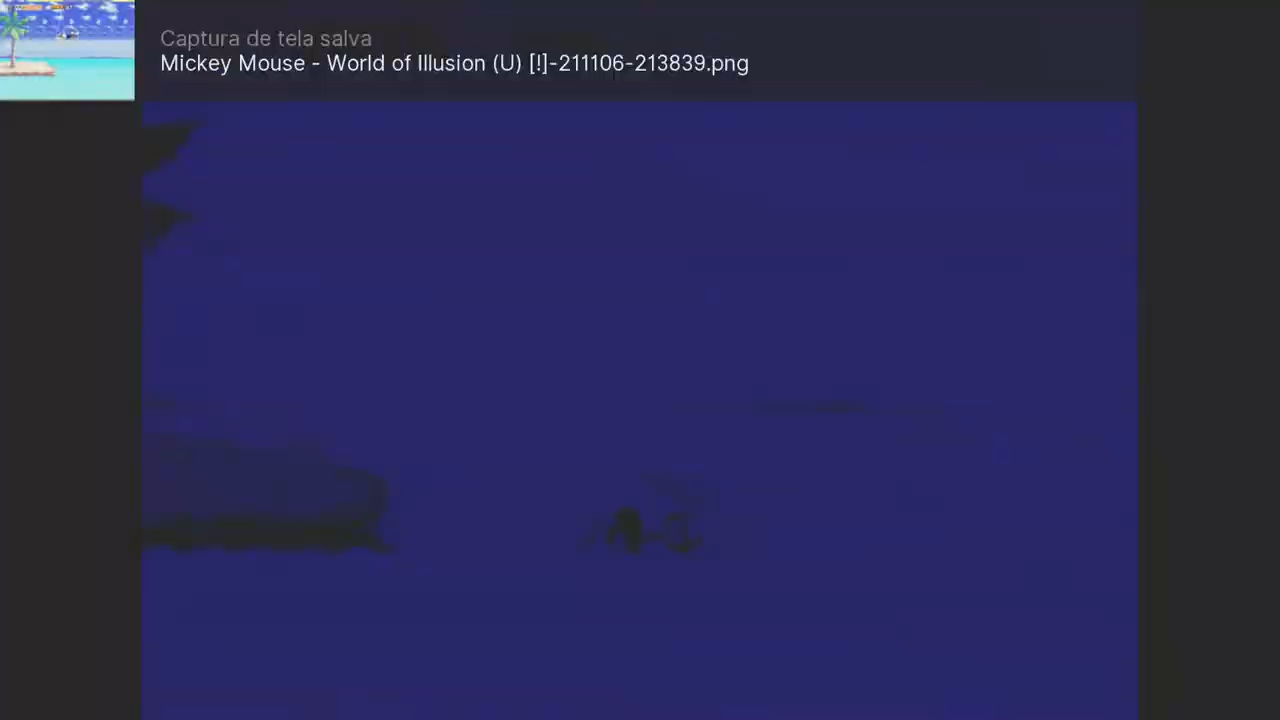 Captura de tela salva
Mickey Mouse - World of Illusion (U) [!]-211106-213839.png